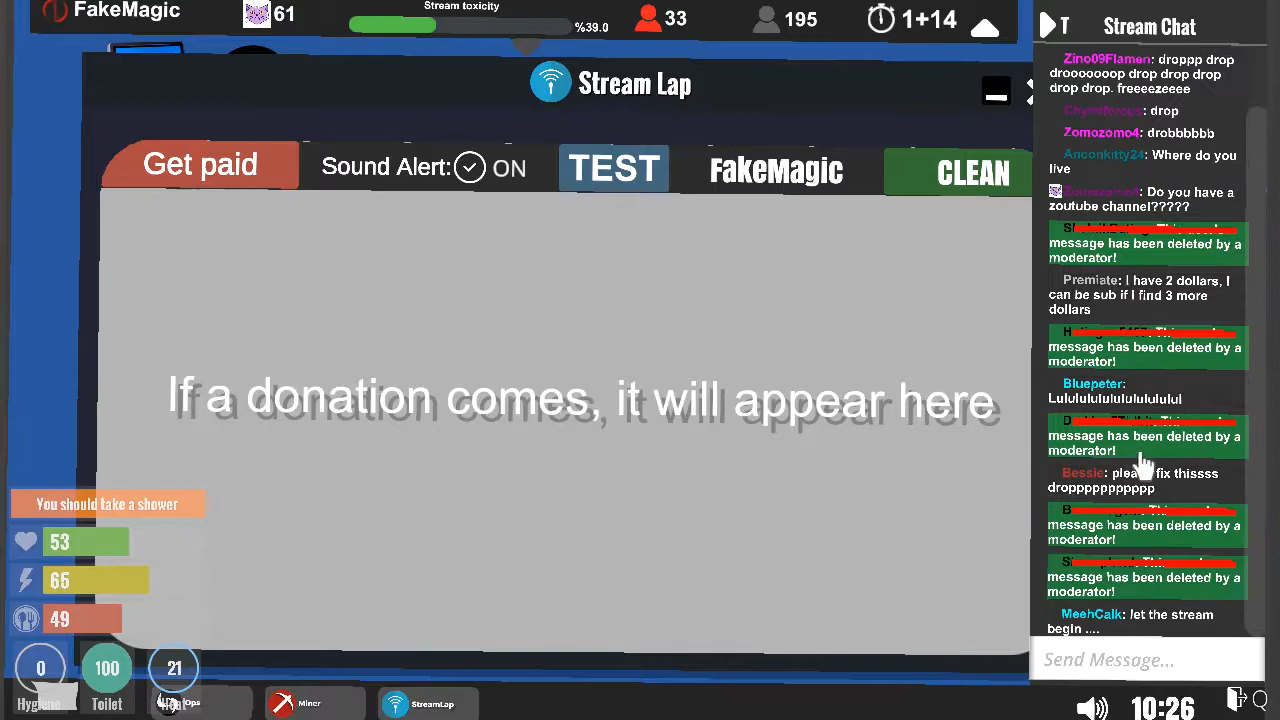 FakeMagic
61
Stream toxicity
%39.0
33
195
1+14
T
Stream Chat
Stream Lap
Get paid
Sound Alert:
ON
TEST
FakeMagic
CLEAN
If a donation comes, it will appear here
Zino09Flamen: droppp drop
drooooooop drop drop drop
drop drop. freeezeeee
Chymiferous: drop
Zomozomo4: drobbbbbb
Anconkitty24: Where do you
live
Zomozomo4: Do you have a
zoutube channel?????
message has been deleted by a
moderator!
Premiate: I have 2 dollars, I
can be sub if I find 3 more
dollars
message has been deleted by a
moderator!
Bluepeter:
Lululululululululululul
message has been deleted by a
moderator!
Bessie: fix thissss
droppppppppppp
message has been deleted by a
moderator!
message has been deleted by a
moderator!
MeehCalk: let the stream
begin ....
Send Message...
You should take a shower
53
65
49
0
100
21
Hygiene
Toilet
Miner
StreamLap
10:26